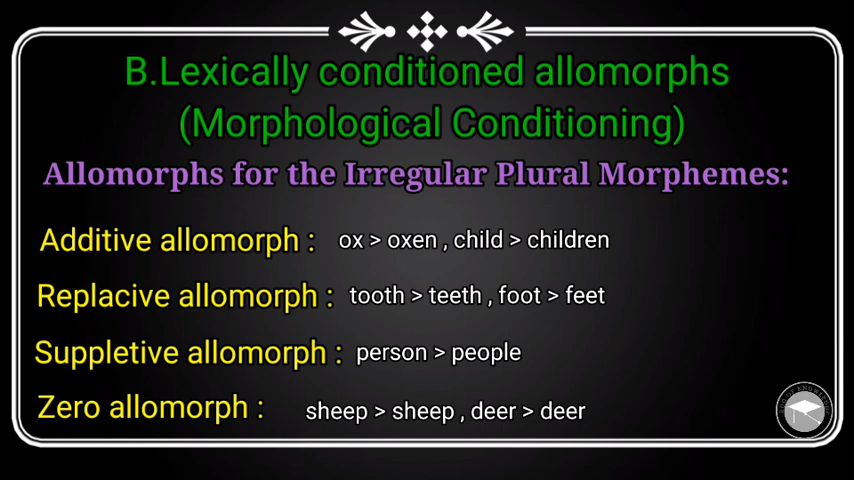 B.Lexically conditioned allomorphs
(Morphological Conditioning)
Allomorphs for the Irregular Plural Morphemes:
Additive allomorph : ox > oxen , child > children
Replacive allomorph : tooth > teeth , foot > feet
Suppletive allomorph : person > people
Zero allomorph : sheep > sheep , deer > deer